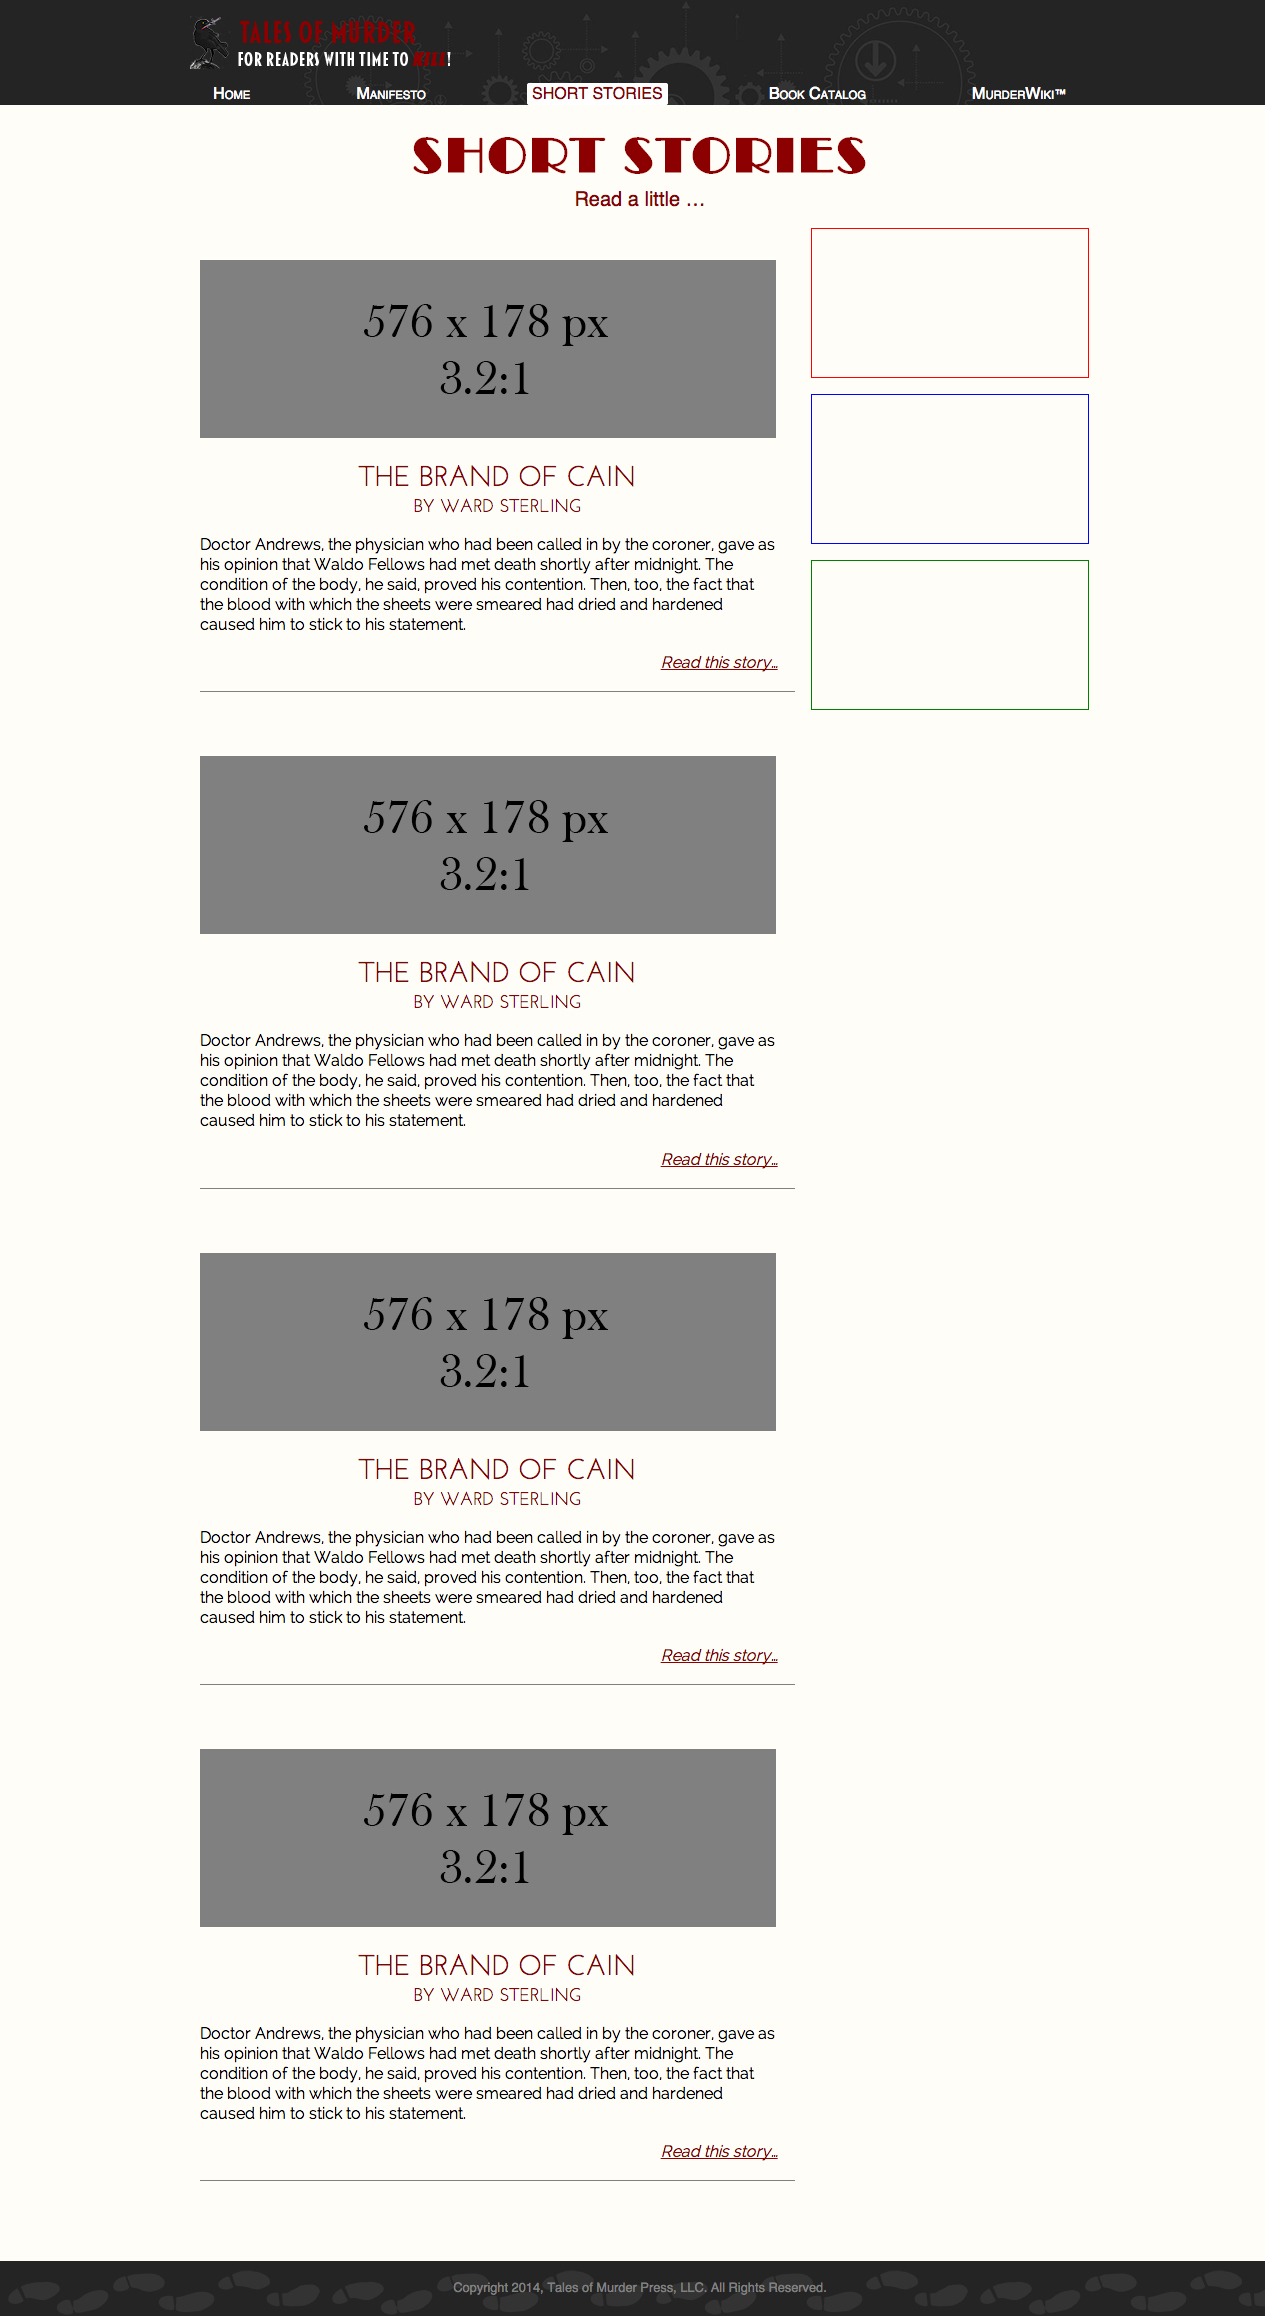 TALES OF MURDER
FOR READERS WITH TIME TO KILL!
HOME MANIFESTO SHORT STORIES BOOK CATALOG MURDERWIKI™
SHORT STORIES
Read a little ...
576 x 178 px
3.2:1
THE BRAND OF CAIN
BY WARD STERLING
Doctor Andrews, the physician who had been called in by the coroner, gave as
his opinion that Waldo Fellows had met death shortly after midnight. The
condition of the body, he said, proved his contention. Then, too, the fact that
the blood with which the sheets were smeared had dried and hardened
caused him to stick to his statement.
Read this story...
576 x 178 px
3.2:1
THE BRAND OF CAIN
BY WARD STERLING
Doctor Andrews, the physician who had been called in by the coroner, gave as
his opinion that Waldo Fellows had met death shortly after midnight. The
condition of the body, he said, proved his contention. Then, too, the fact that
the blood with which the sheets were smeared had dried and hardened
caused him to stick to his statement.
Read this story...
576 x 178 px
3.2:1
THE BRAND OF CAIN
BY WARD STERLING
Doctor Andrews, the physician who had been called in by the coroner, gave as
his opinion that Waldo Fellows had met death shortly after midnight. The
condition of the body, he said, proved his contention. Then, too, the fact that
the blood with which the sheets were smeared had dried and hardened
caused him to stick to his statement.
Read this story...
576 x 178 px
3.2:1
THE BRAND OF CAIN
BY WARD STERLING
Doctor Andrews, the physician who had been called in by the coroner, gave as
his opinion that Waldo Fellows had met death shortly after midnight. The
condition of the body, he said, proved his contention. Then, too, the fact that
the blood with which the sheets were smeared had dried and hardened
caused him to stick to his statement.
Read this story...
Copyright 2014, Tales of Murder Press, LLC. All Rights Reserved.